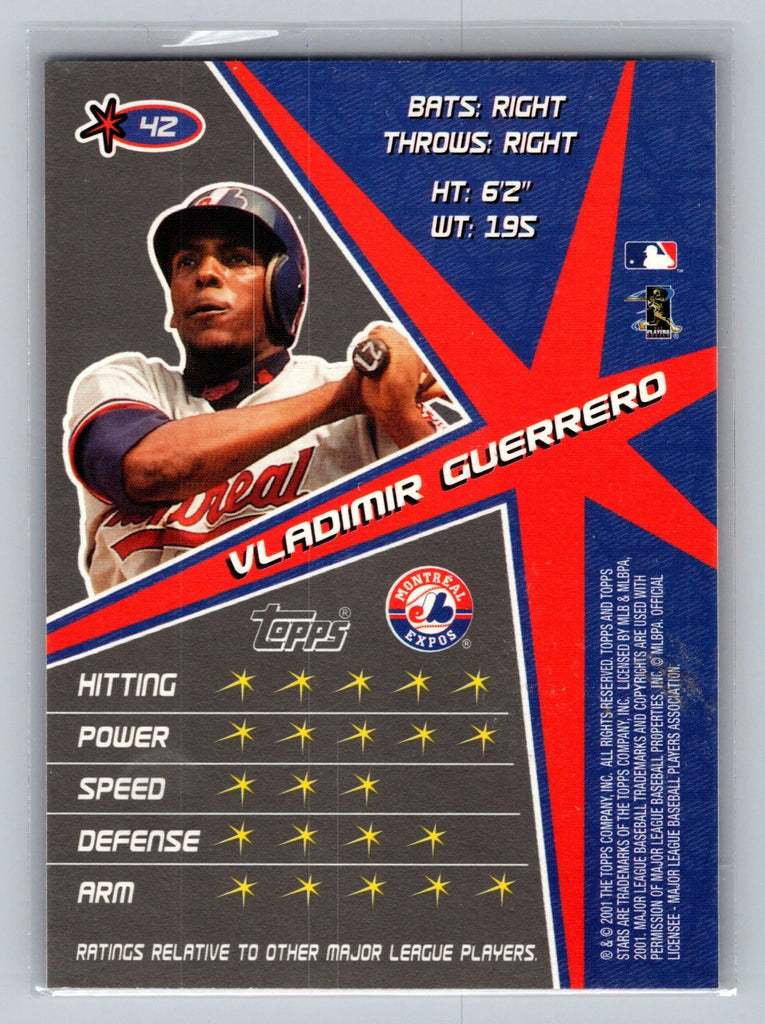 42
BATS: RIGHT
THROWS: RIGHT
HT: 6'2"
WT: 195
PLAYERS
Montreal
VLADIMIR GUERRERO
Topps®
MONTRÉAL
EXPOS ®
HITTING
POWER
SPEED
DEFENSE
ARM
RATINGS RELATIVE TO OTHER MAJOR LEAGUE PLAYERS.
® & © 2001 THE TOPPS COMPANY, INC. ALL RIGHTS RESERVED. TOPPS AND TOPPS
STARS ARE TRADEMARKS OF THE TOPPS COMPANY, INC. LICENSED BY MLB & MLBPA,
2001. MAJOR LEAGUE BASEBALL TRADEMARKS AND COPYRIGHTS ARE USED WITH
PERMISSION OF MAJOR LEAGUE BASEBALL PROPERTIES, INC. © MLBPA. OFFICIAL
LICENSEE - MAJOR LEAGUE BASEBALL PLAYERS ASSOCIATION.